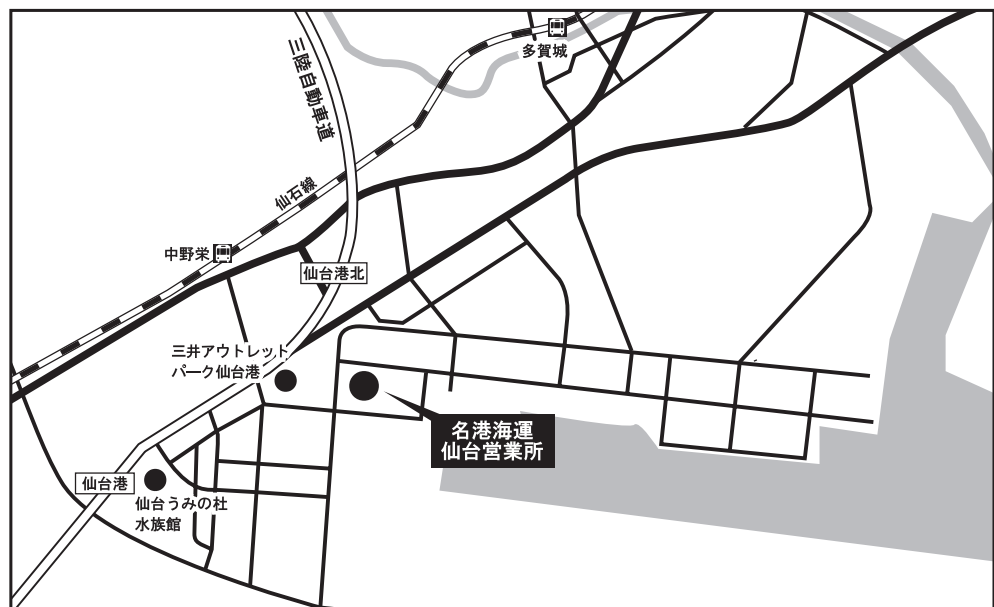 多賀城
三陸自動車道
仙石線
中野栄
仙台港北
三井アウトレット
パーク仙台港
名港海運
仙台営業所
仙台港
仙台うみの杜
水族館